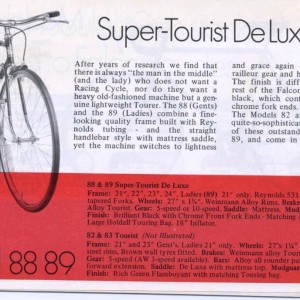 Super-Tourist De Lux
After years of research we find that
there is always "the man in the middle"
(and the lady) who does not want a
Racing Cycle, nor do they want a
heavy old-fashioned machine but a gen-
uine lightweight Tourer. The 88 (Gents)
and the 89 (Ladies) combine a fine-
looking quality frame built with Rey-
nolds tubing - and the straight
handlebar style with mattress saddle,
yet the machine switches to lightness
and grace again
railleur gear and h
The finish is diff
rest of the Falcon
black, which cont
chrome fork ends.
The Models 82 a
quite-so-sophistica
of these outstand
89, and come in
88 & 89 Super-Tourist De Luxe
Frame: 21", 22", 23", 24", Ladies (89) 21" only. Reynolds 531
tapered Forks. Wheels: 27" x 1¼". Weinmann Alloy Rims. Brake
Alloy Tourist. Gear: 5-speed or 10-speed. Saddle: Mattress. Mud
Finish: Brilliant Black with Chrome Front Fork Ends - Matching
Large Holdall Touring Bag. 18" Inflator.
82 & 83 Tourist (Not Illustrated)
Frame: 21" and 23" Gent's, Ladies 21" only. Wheels: 27" x 1¼"
steel rims, Brown wall tyres fitted. Brakes: Weinmann alloy Tourist
Gear: 5-speed (AW 3-speed available). Bars: Alloy all rounder pat
forward extension. Saddle: De Luxe with mattress top. Mudguar
Finish: Rich Green Flamboyant with matching Touring Bag.
88 89